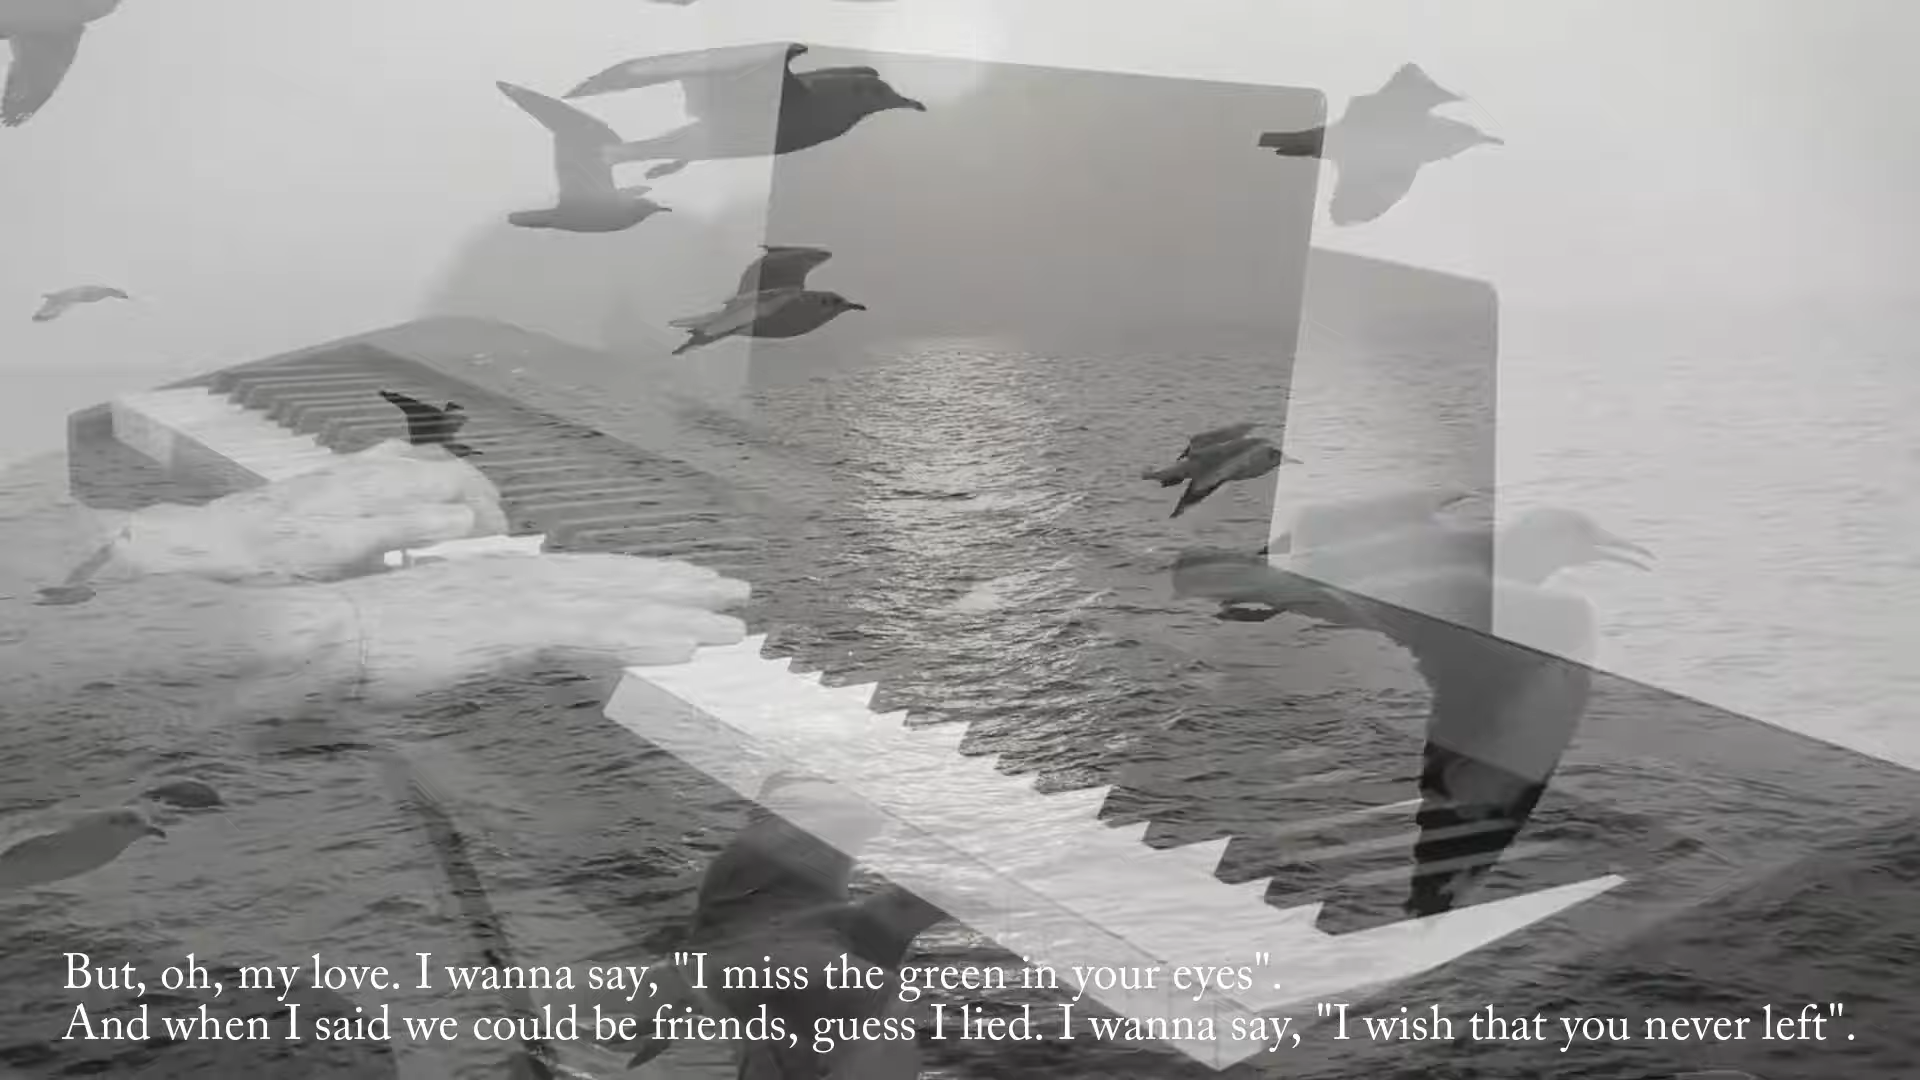 But, oh, my love. I wanna say, "I miss the green in your eyes".
And when I said we could be friends, guess I lied. I wanna say, "I wish that you never left".